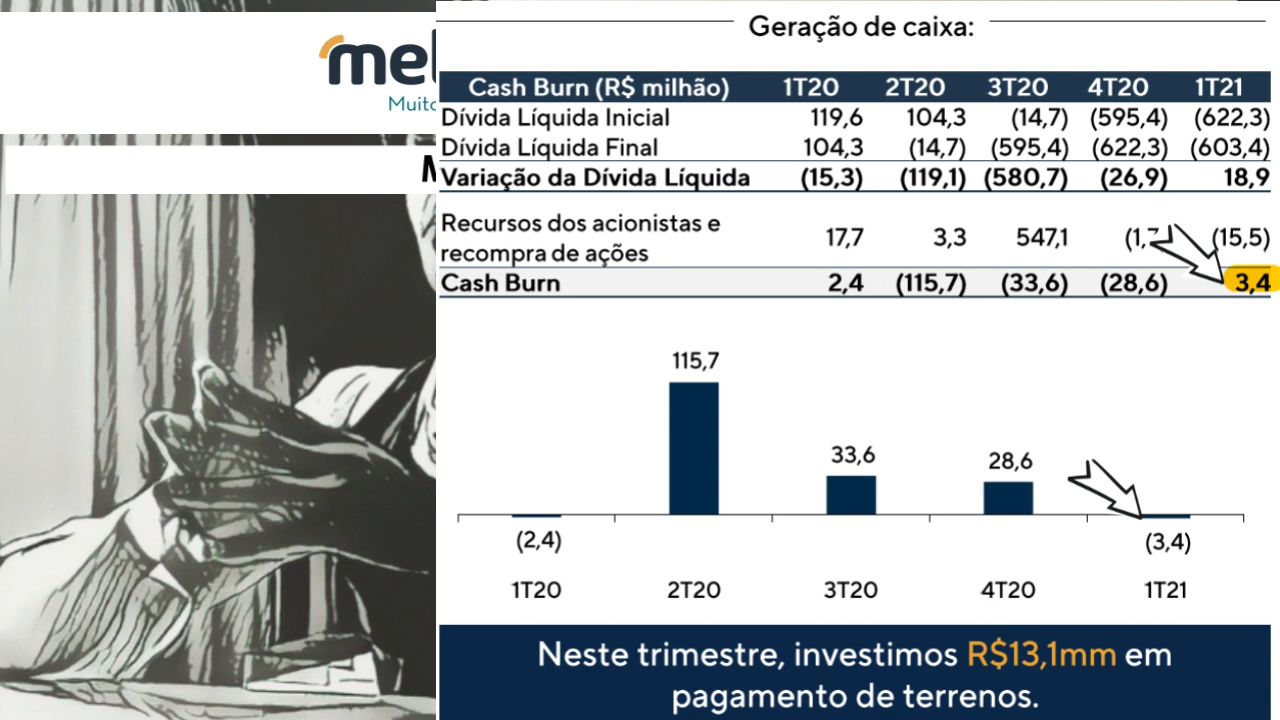 mel
Muito
M
Geração de caixa:
Cash Burn (R$ milhão) 1T20 2T20 3T20 4T20 1T21
Dívida Líquida Inicial 119,6 104,3 (14,7) (595,4) (622,3)
Dívida Líquida Final 104,3 (14,7) (595,4) (622,3) (603,4)
Variação da Dívida Líquida (15,3) (119,1) (580,7) (26,9) 18,9
Recursos dos acionistas e
recompra de ações 17,7 3,3 547,1 (1,7 (15,5)
Cash Burn 2,4 (115,7) (33,6) (28,6) 3,4
115,7
33,6
28,6
(2,4) (3,4)
1T20 2T20 3T20 4T20 1T21
Neste trimestre, investimos R$13,1mm em
pagamento de terrenos.